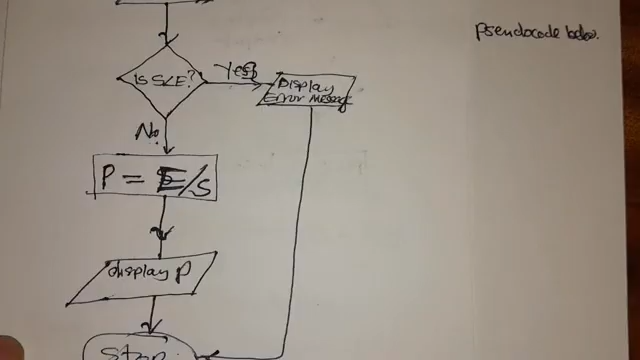 pseudocode below.
Is S<E?
Yes
Display
Error Message
No.
P = E/S
display P
Stop